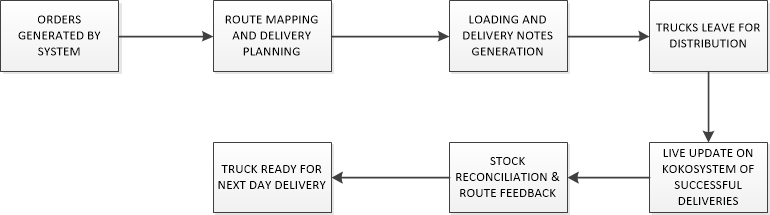 ORDERS
GENERATED BY
SYSTEM
ROUTE MAPPING
AND DELIVERY
PLANNING
LOADING AND
DELIVERY NOTES
GENERATION
TRUCKS LEAVE FOR
DISTRIBUTION
LIVE UPDATE ON
KOKOSYSTEM OF
SUCCESSFUL
DELIVERIES
STOCK
RECONCILIATION &
ROUTE FEEDBACK
TRUCK READY FOR
NEXT DAY DELIVERY